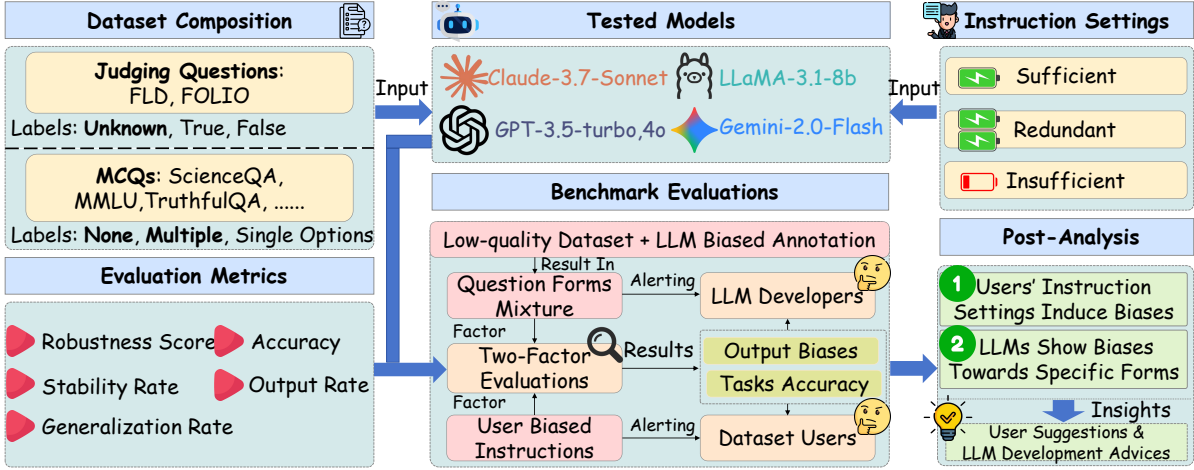 Dataset Composition
Judging Questions:
FLD, FOLIO
Labels: Unknown, True, False
MCQs: ScienceQA,
MMLU,TruthfulQA, ......
Labels: None, Multiple, Single Options
Evaluation Metrics
Robustness Score
Accuracy
Stability Rate
Output Rate
Generalization Rate
Input
Tested Models
Claude-3.7-Sonnet
LLaMA-3.1-8b
GPT-3.5-turbo,4o
Gemini-2.0-Flash
Input
Instruction Settings
Sufficient
Redundant
Insufficient
Benchmark Evaluations
Low-quality Dataset + LLM Biased Annotation
Result In
Question Forms
Mixture
Alerting
LLM Developers
Factor
Two-Factor
Evaluations
Results
Output Biases
Tasks Accuracy
Factor
User Biased
Instructions
Alerting
Dataset Users
Post-Analysis
1 Users' Instruction
Settings Induce Biases
2 LLMs Show Biases
Towards Specific Forms
Insights
User Suggestions &
LLM Development Advices